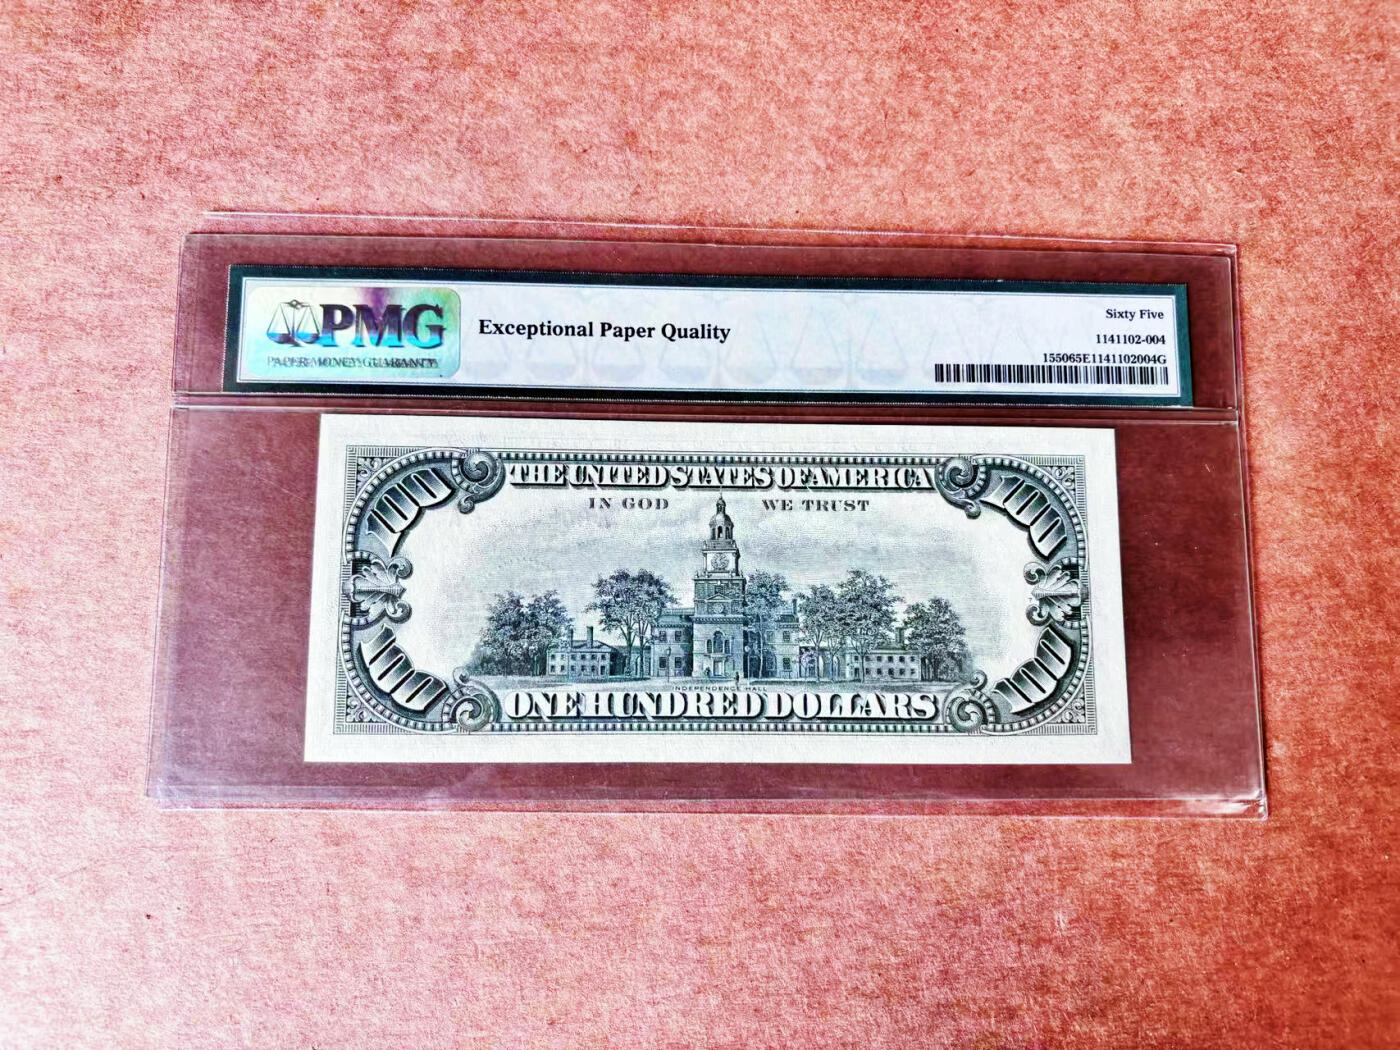 PMG
PAPER MONEY GUARANTY
Exceptional Paper Quality
Sixty Five
1141102-004
155065E1141102004G
100
100
THE UNITED STATES OF AMERICA
IN GOD WE TRUST
INDEPENDENCE HALL
100
100
ONE HUNDRED DOLLARS